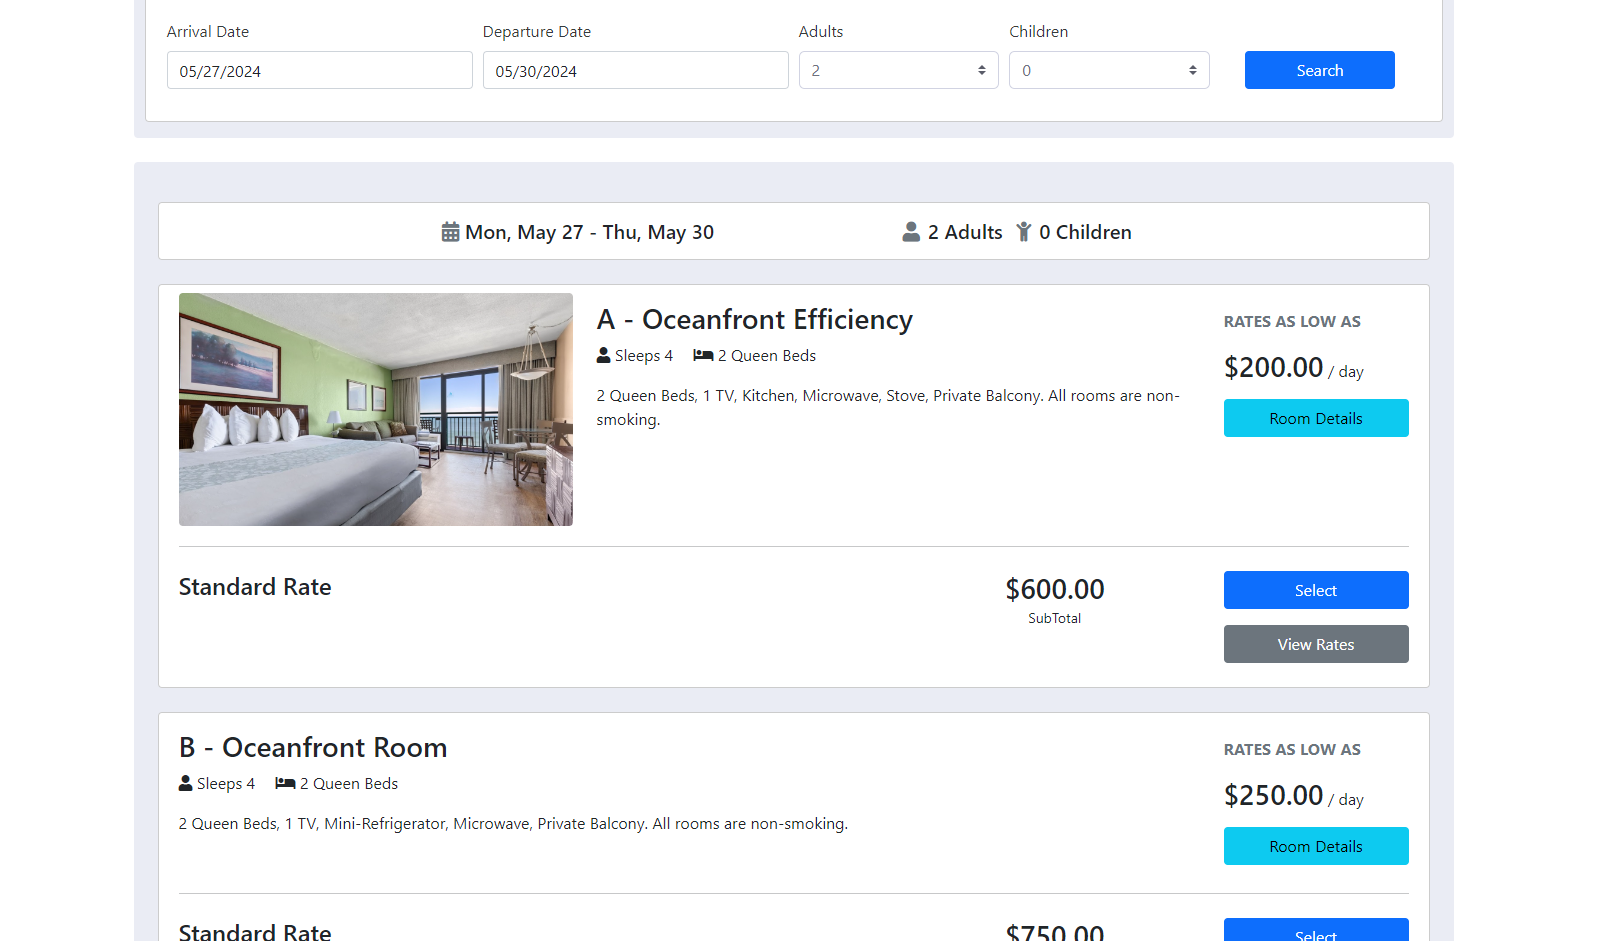 Arrival Date
Departure Date
Adults
Children
05/27/2024
05/30/2024
2
0
Search
Mon, May 27 - Thu, May 30
2 Adults
0 Children
A - Oceanfront Efficiency
Sleeps 4
2 Queen Beds
2 Queen Beds, 1 TV, Kitchen, Microwave, Stove, Private Balcony. All rooms are non-
smoking.
RATES AS LOW AS
$200.00 / day
Room Details
Standard Rate
$600.00
SubTotal
Select
View Rates
B - Oceanfront Room
Sleeps 4
2 Queen Beds
2 Queen Beds, 1 TV, Mini-Refrigerator, Microwave, Private Balcony. All rooms are non-smoking.
RATES AS LOW AS
$250.00 / day
Room Details
Standard Rate
$750.00
Select